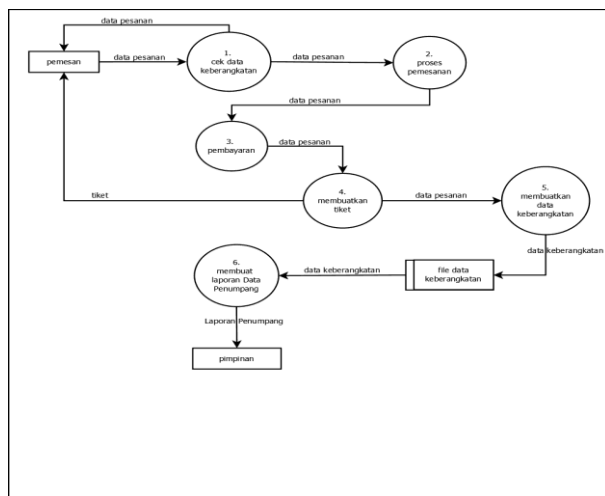 data pesanan
pemesan
data pesanan
1.
cek data
keberangkatan
data pesanan
2.
proses
pemesanan
data pesanan
3.
pembayaran
data pesanan
4.
membuatkan
tiket
tiket
data pesanan
5.
membuatkan
data
keberangkatan
data keberangkatan
file data
keberangkatan
data keberangkatan
6.
membuat
laporan Data
Penumpang
Laporan Penumpang
pimpinan